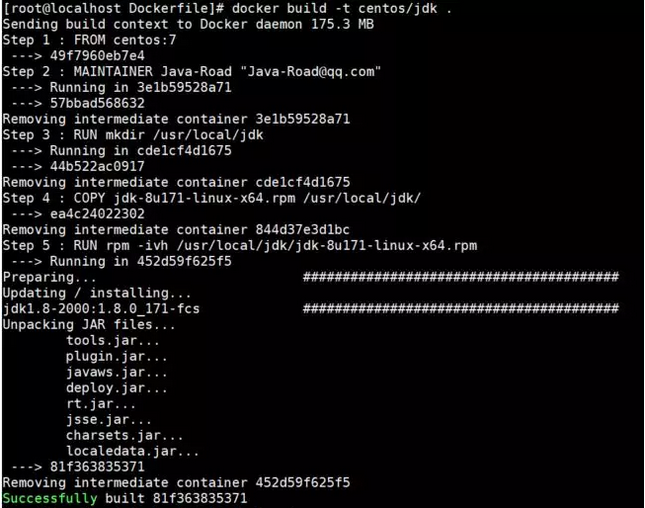 [root@localhost Dockerfile]# docker build -t centos/jdk .
Sending build context to Docker daemon 175.3 MB
Step 1 : FROM centos:7
 ---> 49f7960eb7e4
Step 2 : MAINTAINER Java-Road "Java-Road@qq.com"
 ---> Running in 3e1b59528a71
 ---> 57bbad568632
Removing intermediate container 3e1b59528a71
Step 3 : RUN mkdir /usr/local/jdk
 ---> Running in cde1cf4d1675
 ---> 44b522ac0917
Removing intermediate container cde1cf4d1675
Step 4 : COPY jdk-8u171-linux-x64.rpm /usr/local/jdk/
 ---> ea4c24022302
Removing intermediate container 844d37e3d1bc
Step 5 : RUN rpm -ivh /usr/local/jdk/jdk-8u171-linux-x64.rpm
 ---> Running in 452d59f625f5
Preparing...                          ########################################
Updating / installing...
jdk1.8-2000:1.8.0_171-fcs             ########################################
Unpacking JAR files...
        tools.jar...
        plugin.jar...
        javaws.jar...
        deploy.jar...
        rt.jar...
        jsse.jar...
        charsets.jar...
        localedata.jar...
 ---> 81f363835371
Removing intermediate container 452d59f625f5
Successfully built 81f363835371